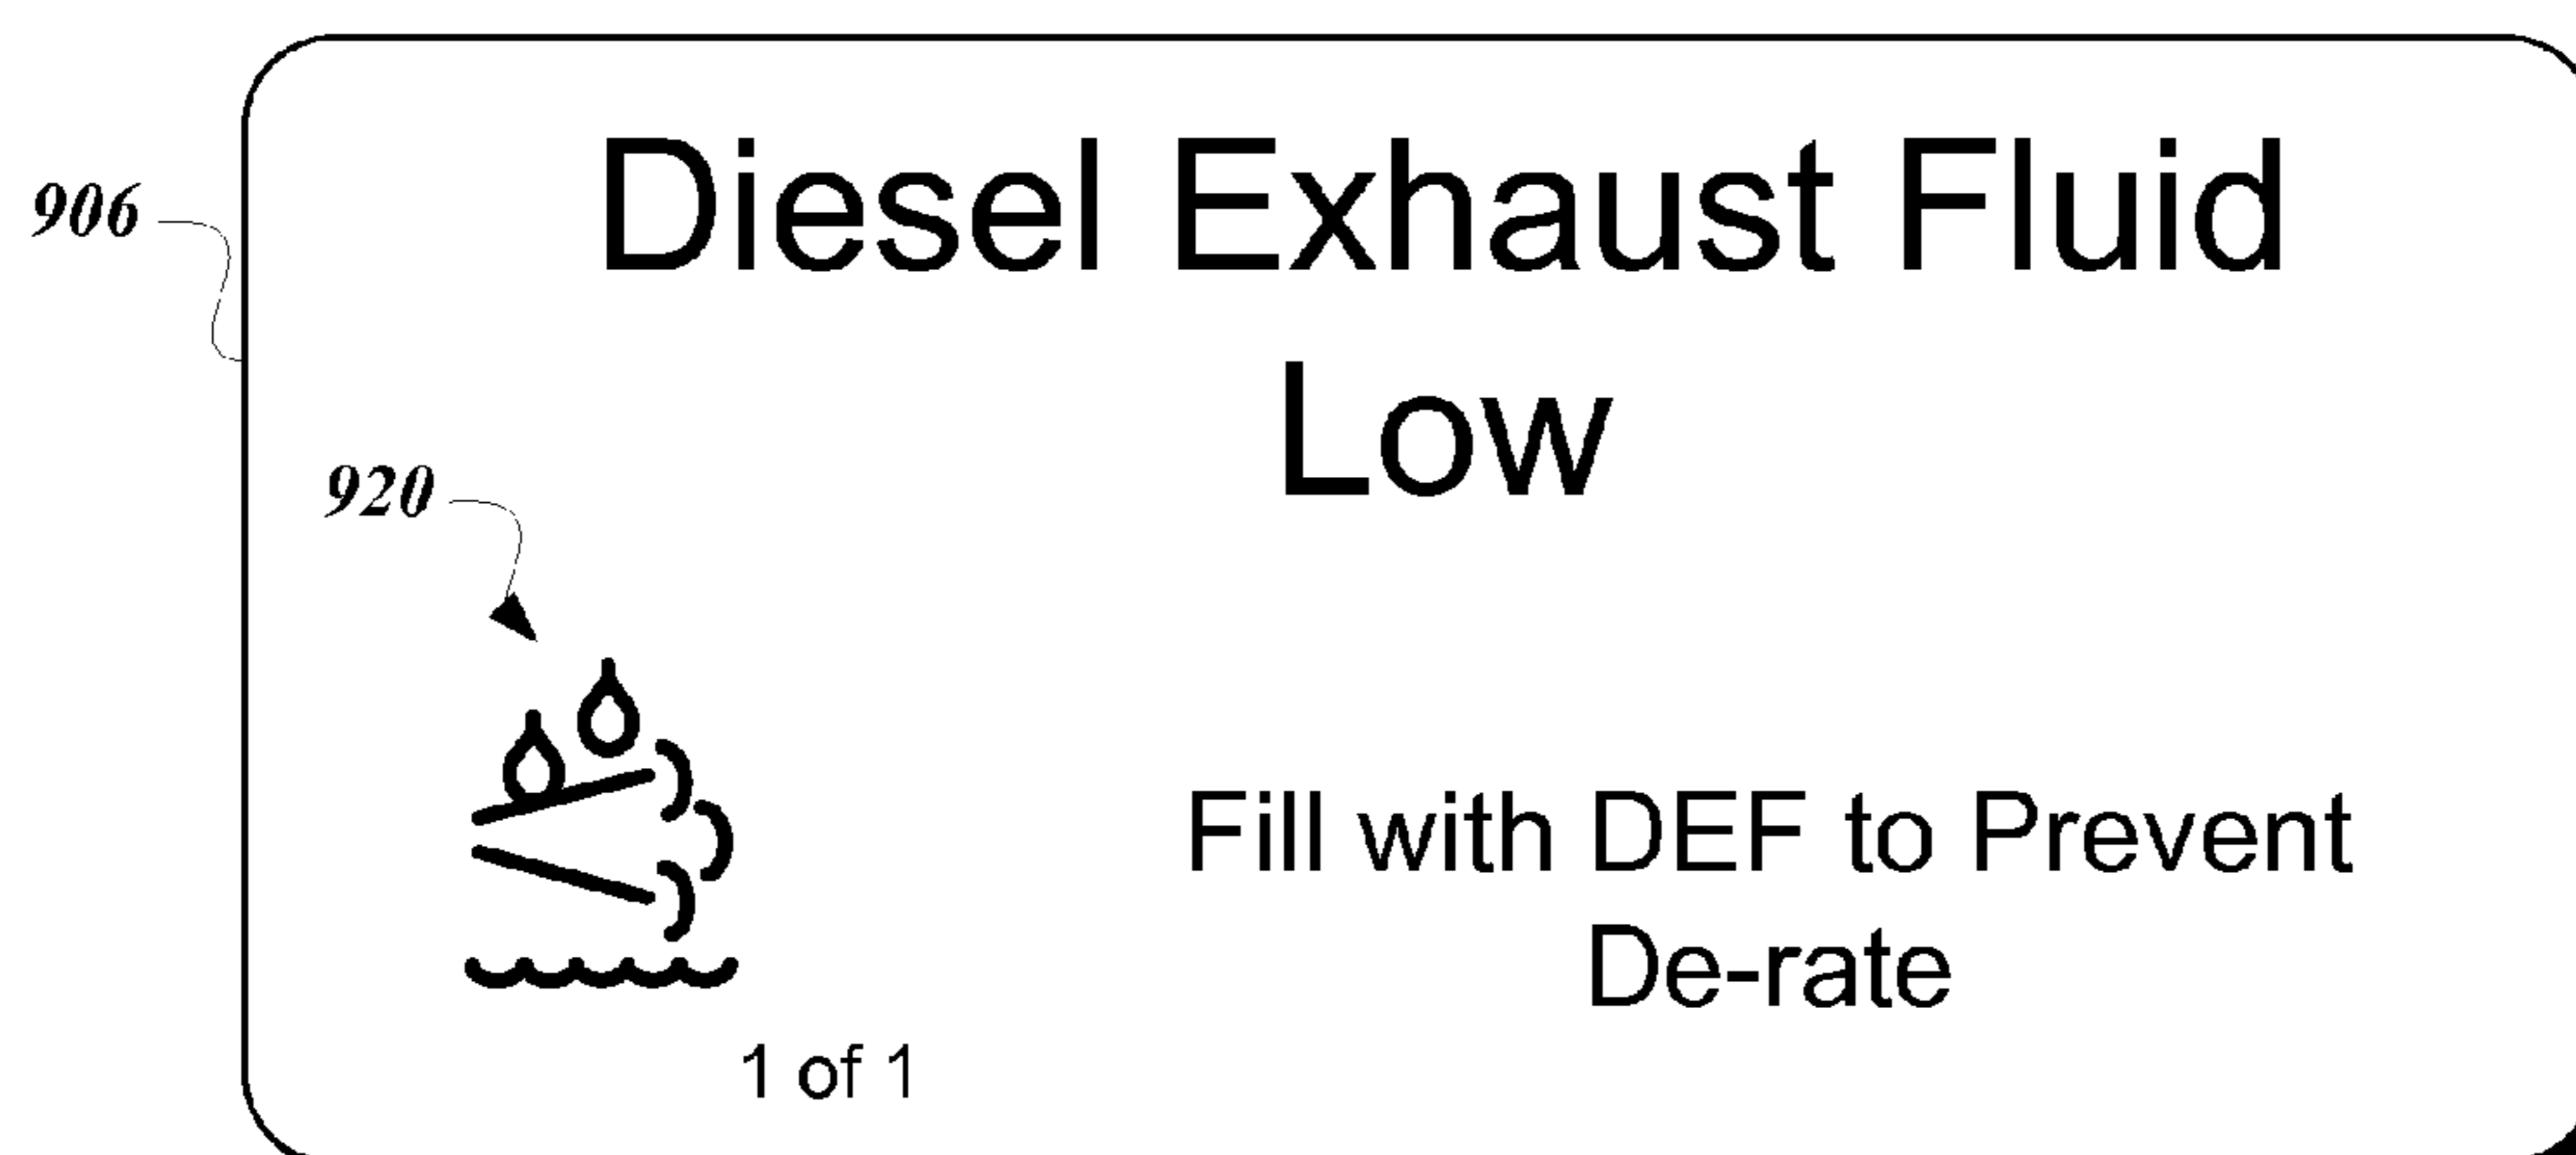 Diesel Exhaust Fluid
Low
906
920
Fill with DEF to Prevent
De-rate
1 of 1